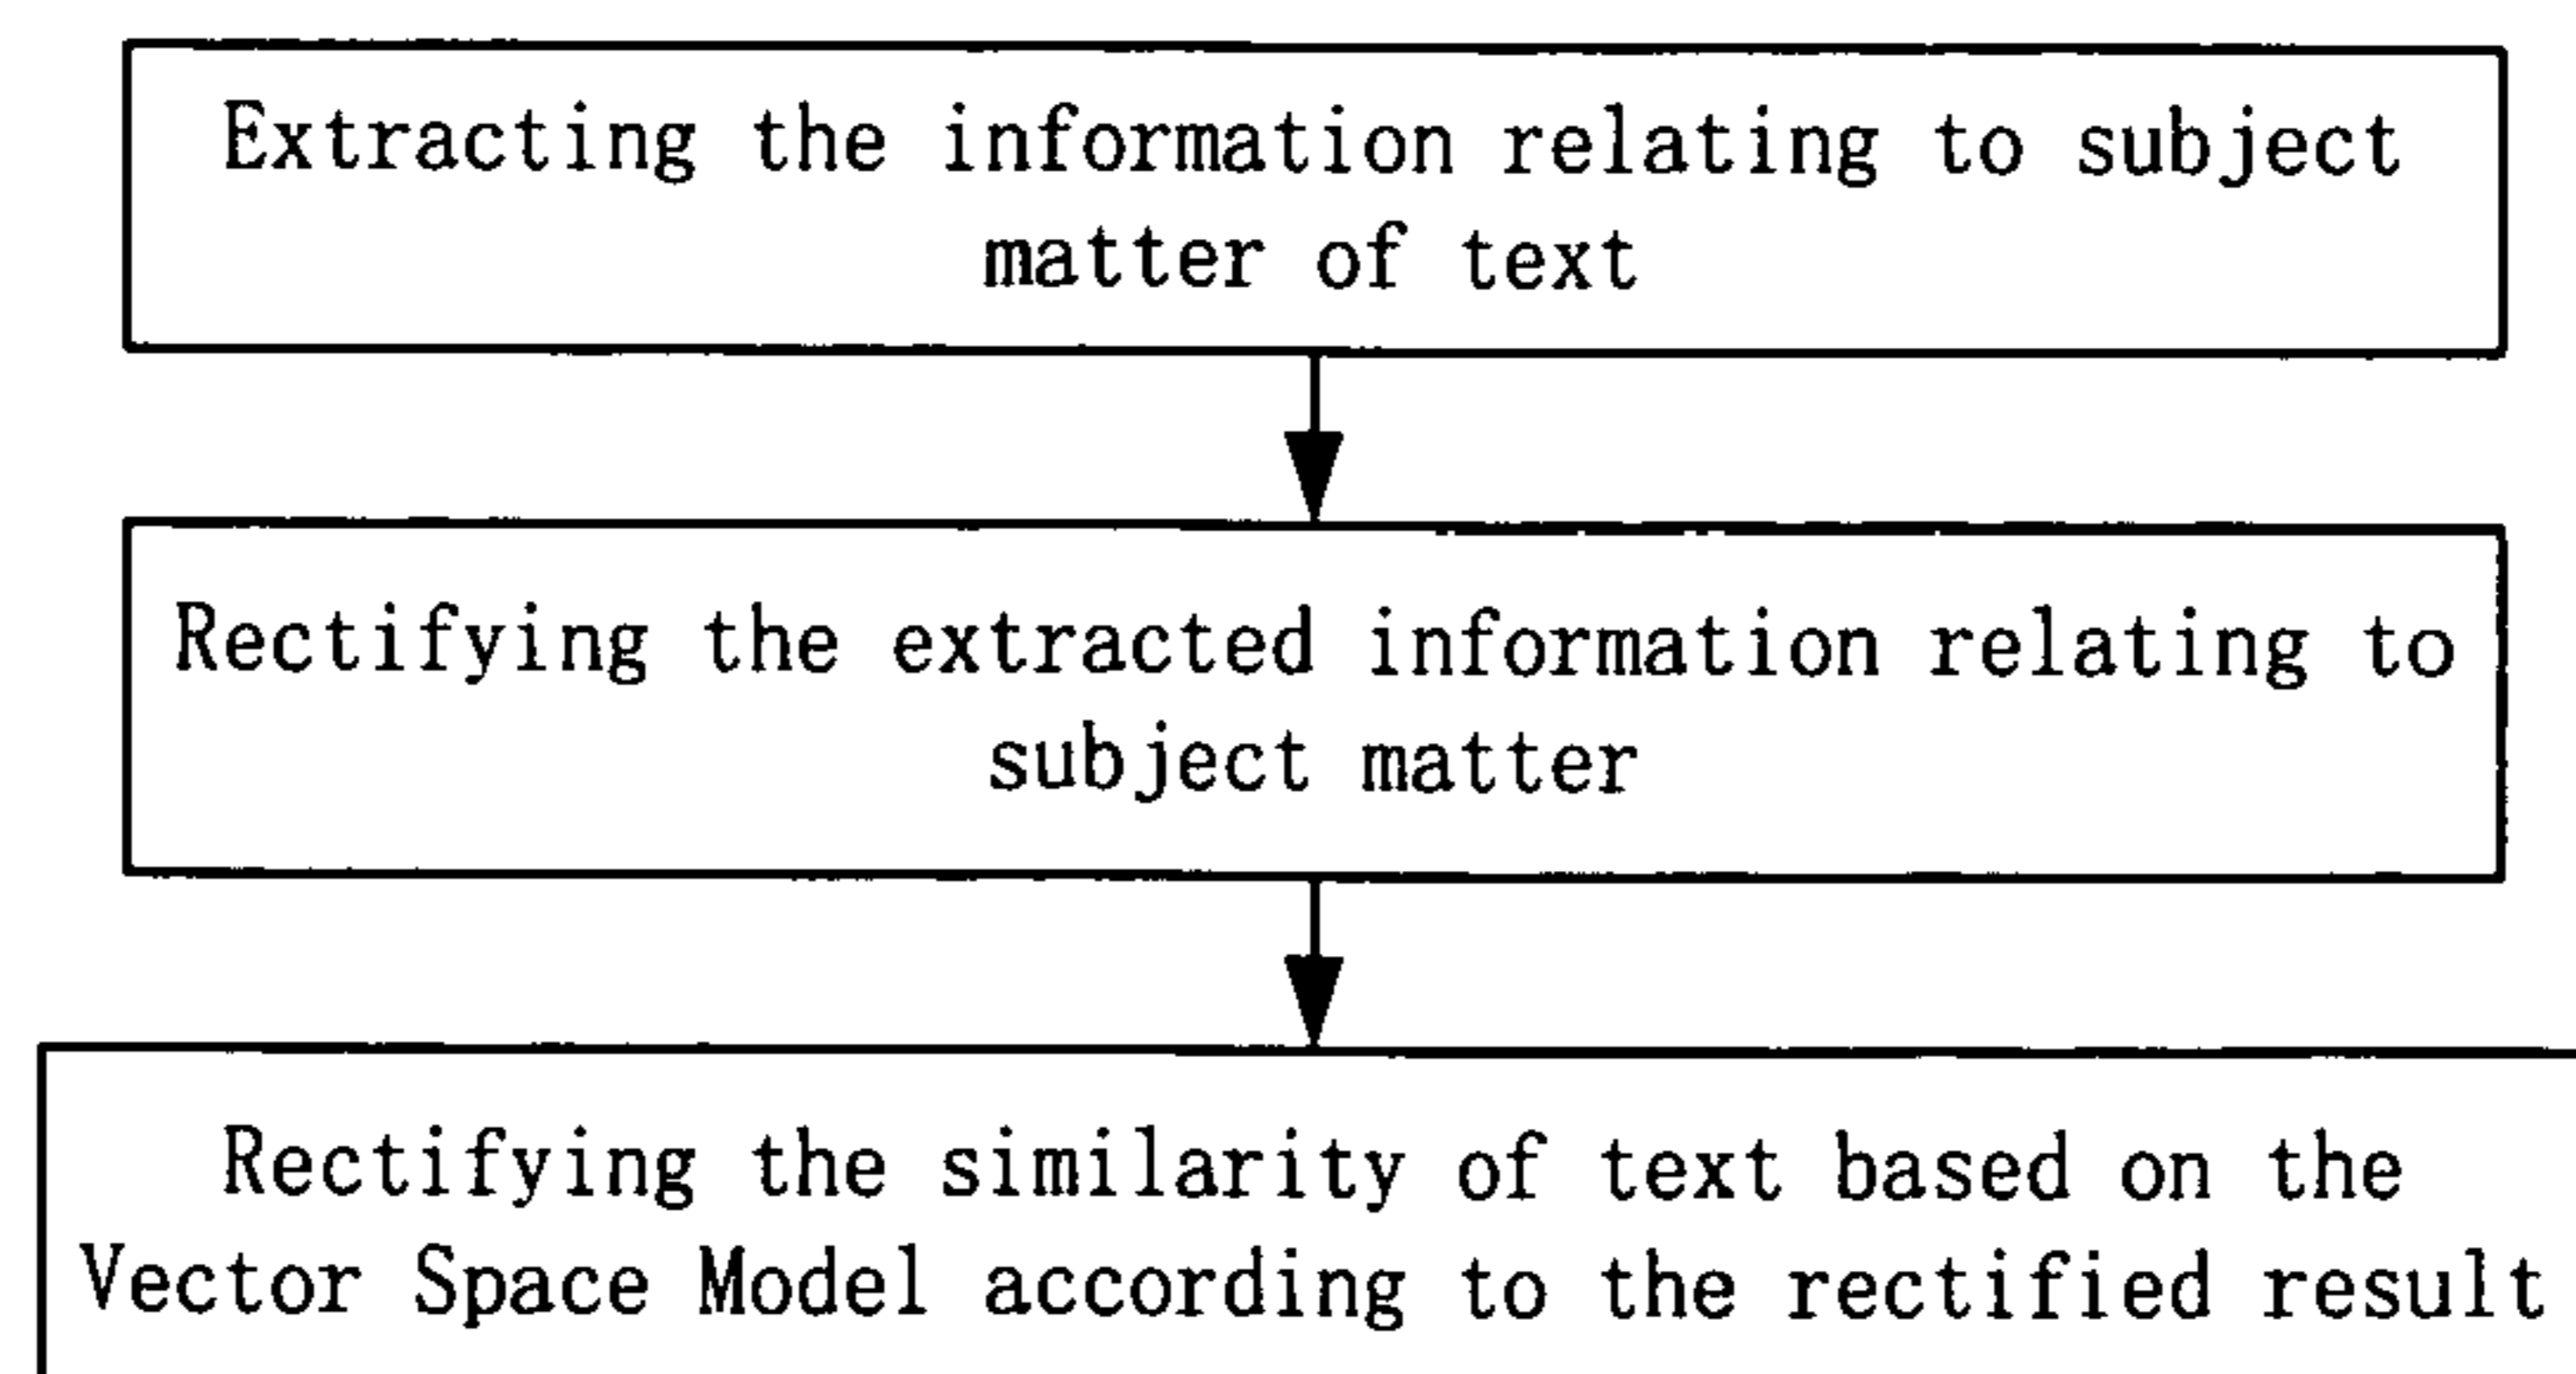 Extracting the information relating to subject
matter of text
Rectifying the extracted information relating to
subject matter
Rectifying the similarity of text based on the
Vector Space Model according to the rectified result